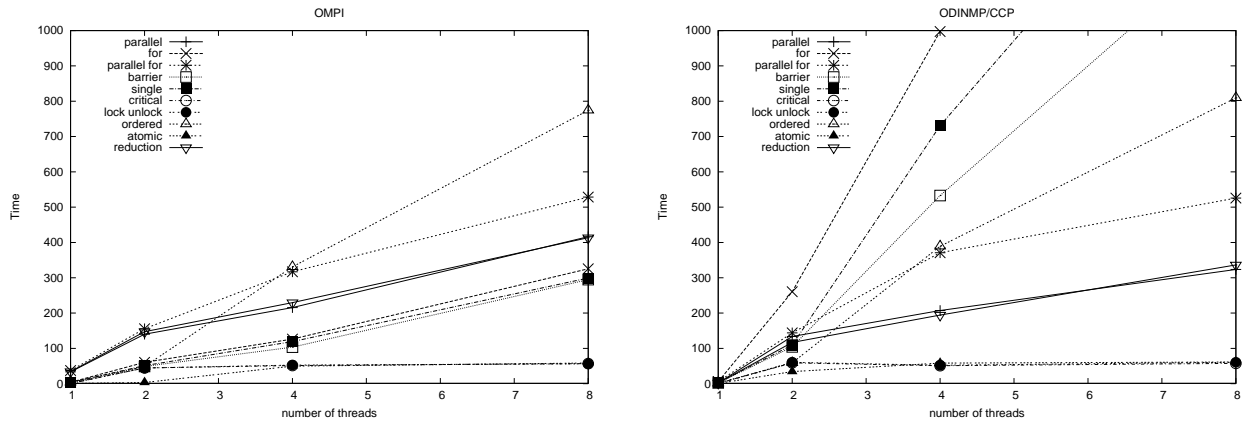 OMPI
1000
900
800
700
600
500
400
300
200
100
0
Time
parallel
for
parallel for
barrier
single
critical
lock unlock
ordered
atomic
reduction
1 2 3 4 5 6 7 8
number of threads
ODINMP/CCP
1000
900
800
700
600
500
400
300
200
100
0
Time
parallel
for
parallel for
barrier
single
critical
lock unlock
ordered
atomic
reduction
1 2 3 4 5 6 7 8
number of threads